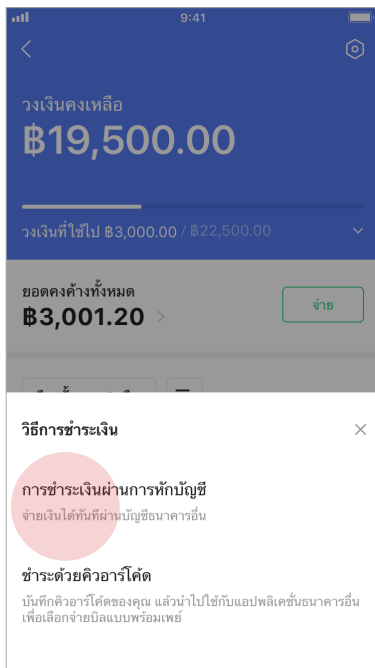 9:41
วงเงินคงเหลือ
฿19,500.00
วงเงินที่ใช้ไป ฿3,000.00 / ฿22,500.00
ยอดคงค้างทั้งหมด
฿3,001.20
จ่าย
วิธีการชำระเงิน
การชำระเงินผ่านการหักบัญชี
จ่ายเงินได้ทันทีผ่านบัญชีธนาคารอื่น
ชำระด้วยคิวอาร์โค้ด
บันทึกคิวอาร์โค้ดของคุณ แล้วนำไปใช้กับแอปพลิเคชั่นธนาคารอื่น
เพื่อเลือกจ่ายบิลแบบพร้อมเพย์